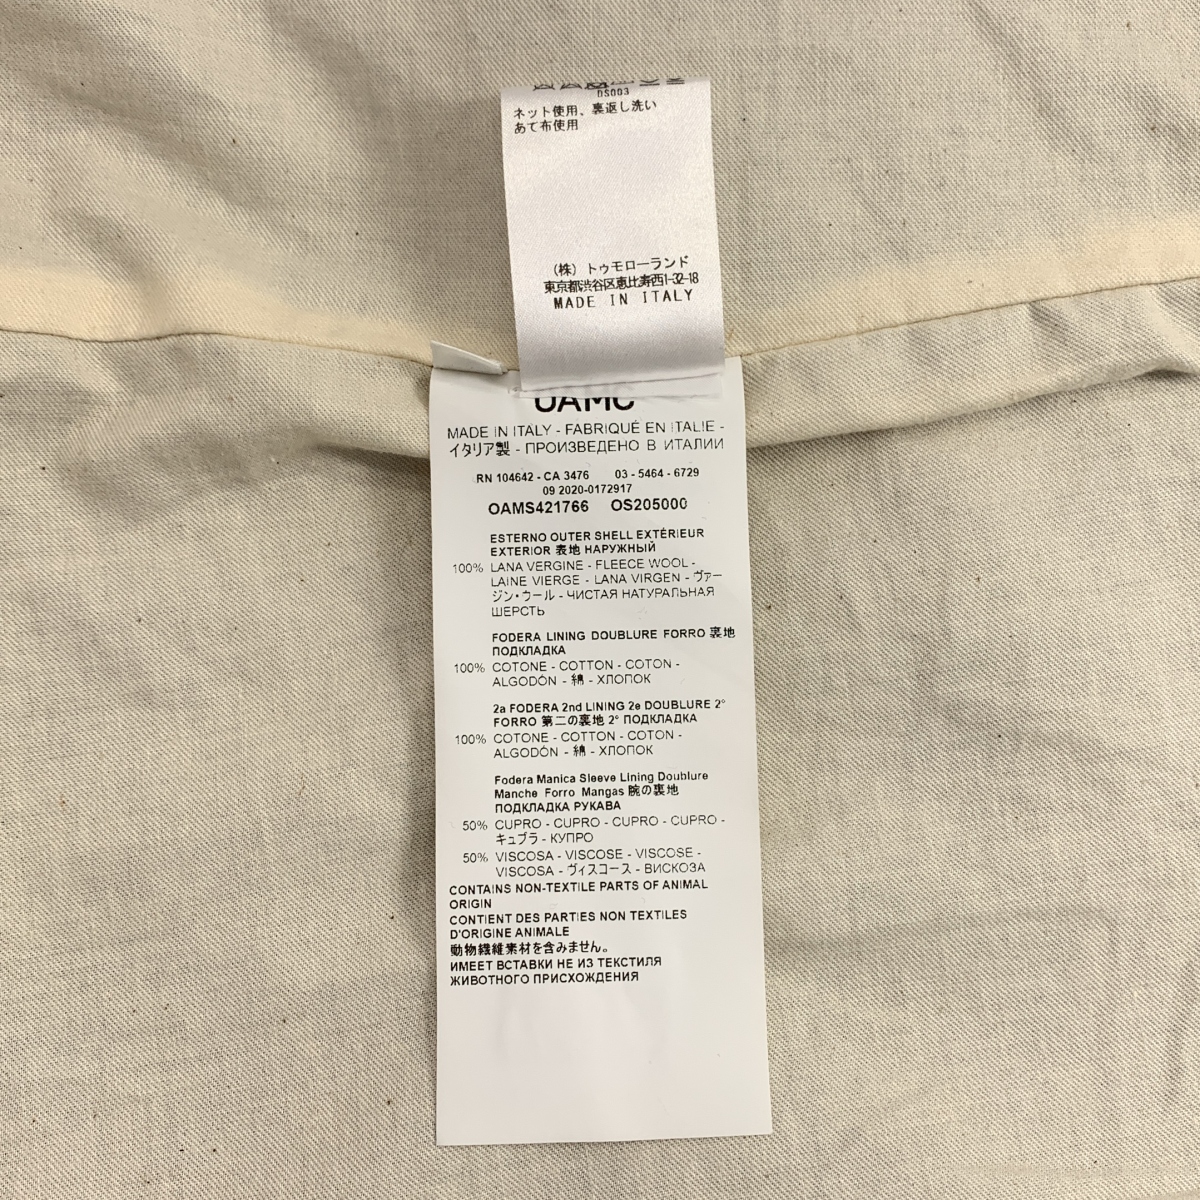 DS003
ネット使用、裏返し洗い
あて布使用
(株) トゥモローランド
東京都渋谷区恵比寿西1-32-18
MADE IN ITALY
OAMC
MADE IN ITALY - FABRIQUÉ EN ITALIE -
イタリア製 - ПРОИЗВЕДЕНО В ИТАЛИИ
RN 104642 - CA 3476 03 - 5464 - 6729
09 2020-0172917
OAMS421766 OS205000
ESTERNO OUTER SHELL EXTÉRIEUR
EXTERIOR 表地 НАРУЖНЫЙ
100% LANA VERGINE - FLEECE WOOL -
LAINE VIERGE - LANA VIRGEN - ヴァー
ジン・ウール - ЧИСТАЯ НАТУРАЛЬНАЯ
ШЕРСТЬ
FODERA LINING DOUBLURE FORRO 裏地
ПОДКЛАДКА
100% COTONE - COTTON - COTON -
ALGODÓN - 綿 - ХЛОПОК
2a FODERA 2nd LINING 2e DOUBLURE 2°
FORRO 第二の裏地 2° ПОДКЛАДКА
100% COTONE - COTTON - COTON -
ALGODÓN - 綿 - ХЛОПОК
Fodera Manica Sleeve Lining Doublure
Manche Forro Mangas 腕の裏地
ПОДКЛАДКА РУКАВА
50% CUPRO - CUPRO - CUPRO - CUPRO -
キュプラ - КУПРО
50% VISCOSA - VISCOSE - VISCOSE -
VISCOSA - ヴィスコース - ВИСКОЗА
CONTAINS NON-TEXTILE PARTS OF ANIMAL
ORIGIN
CONTIENT DES PARTIES NON TEXTILES
D'ORIGINE ANIMALE
動物繊維素材を含みません。
ИМЕЕТ ВСТАВКИ НЕ ИЗ ТЕКСТИЛЯ
ЖИВОТНОГО ПРИСХОЖДЕНИЯ